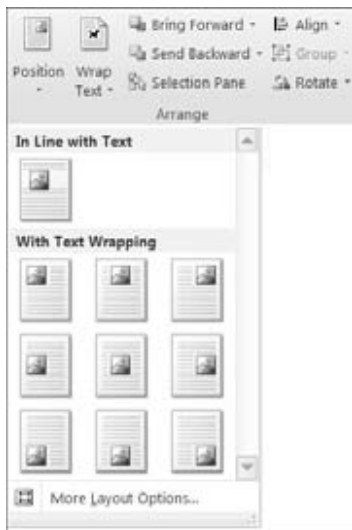 Bring Forward Align
Send Backward Group
Position Wrap Text Selection Pane Rotate
Arrange
In Line with Text
With Text Wrapping
More Layout Options...